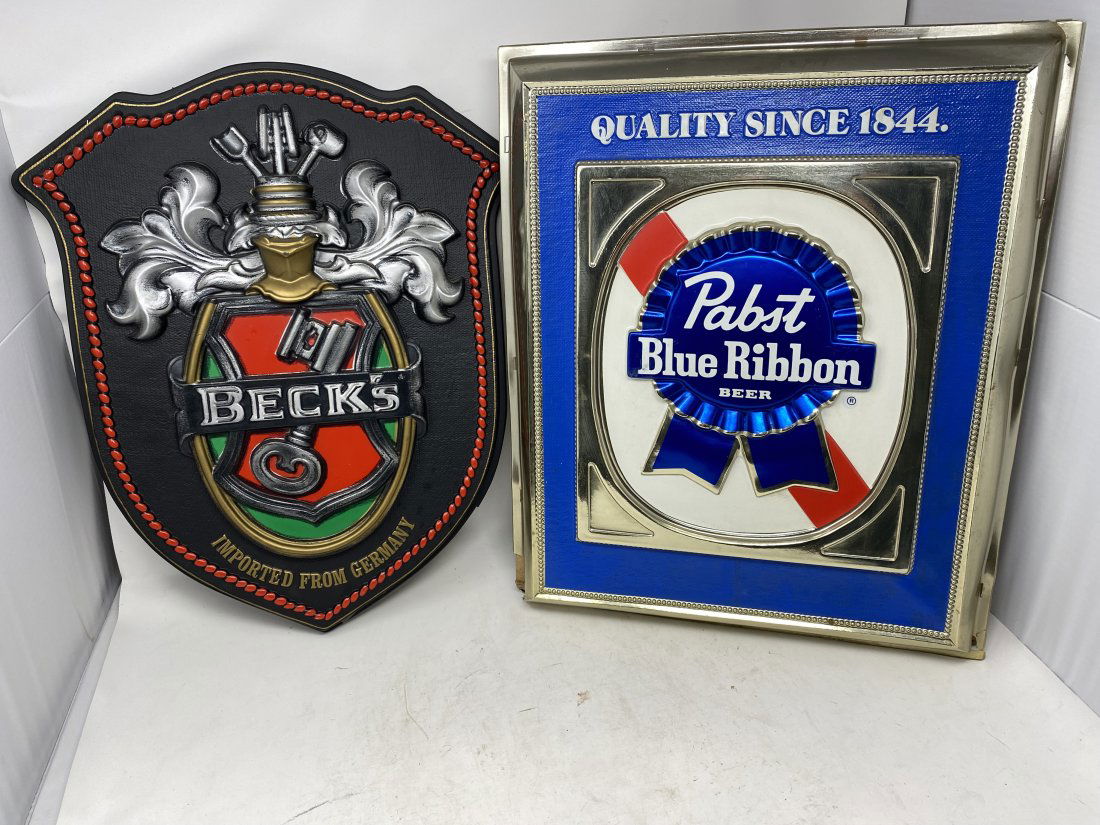 BECK'S
IMPORTED FROM GERMANY
QUALITY SINCE 1844.
Pabst
Blue Ribbon
BEER
®